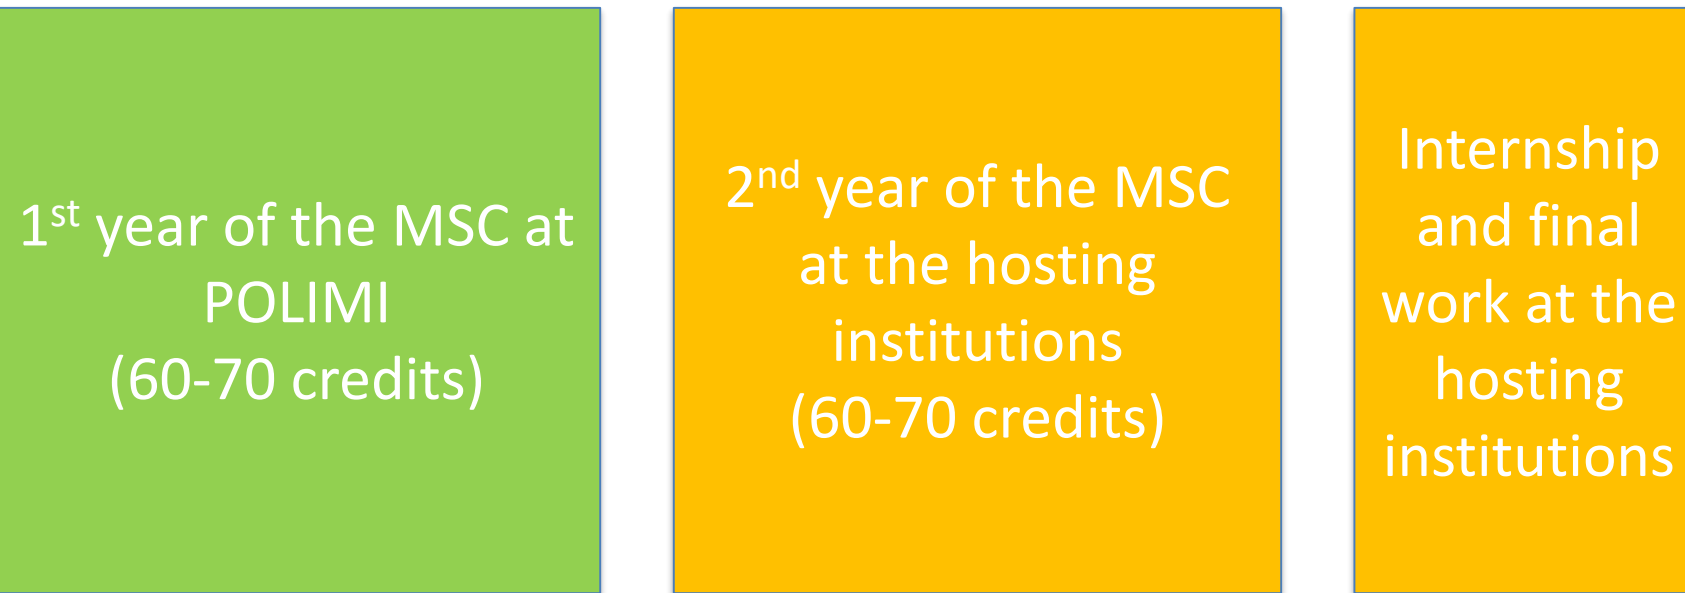 1st year of the MSC at
POLIMI
(60-70 credits)
2nd year of the MSC
at the hosting
institutions
(60-70 credits)
Internship
and final
work at the
hosting
institutions